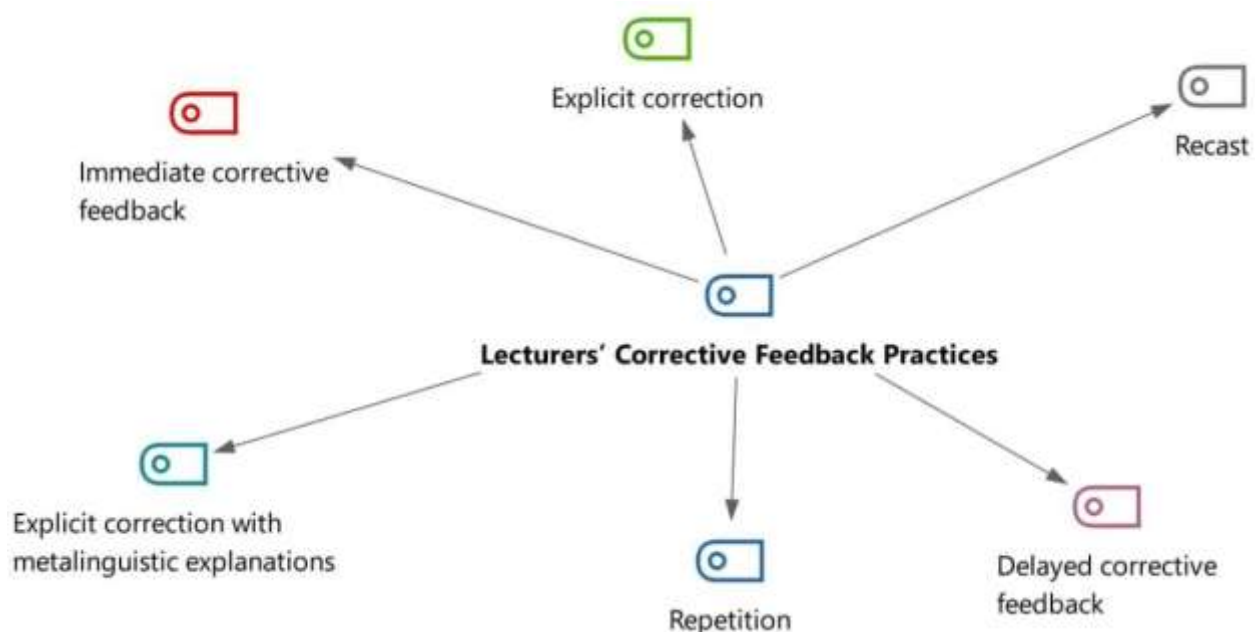 Explicit correction
Recast
Immediate corrective
feedback
Lecturers’ Corrective Feedback Practices
Explicit correction with
metalinguistic explanations
Repetition
Delayed corrective
feedback